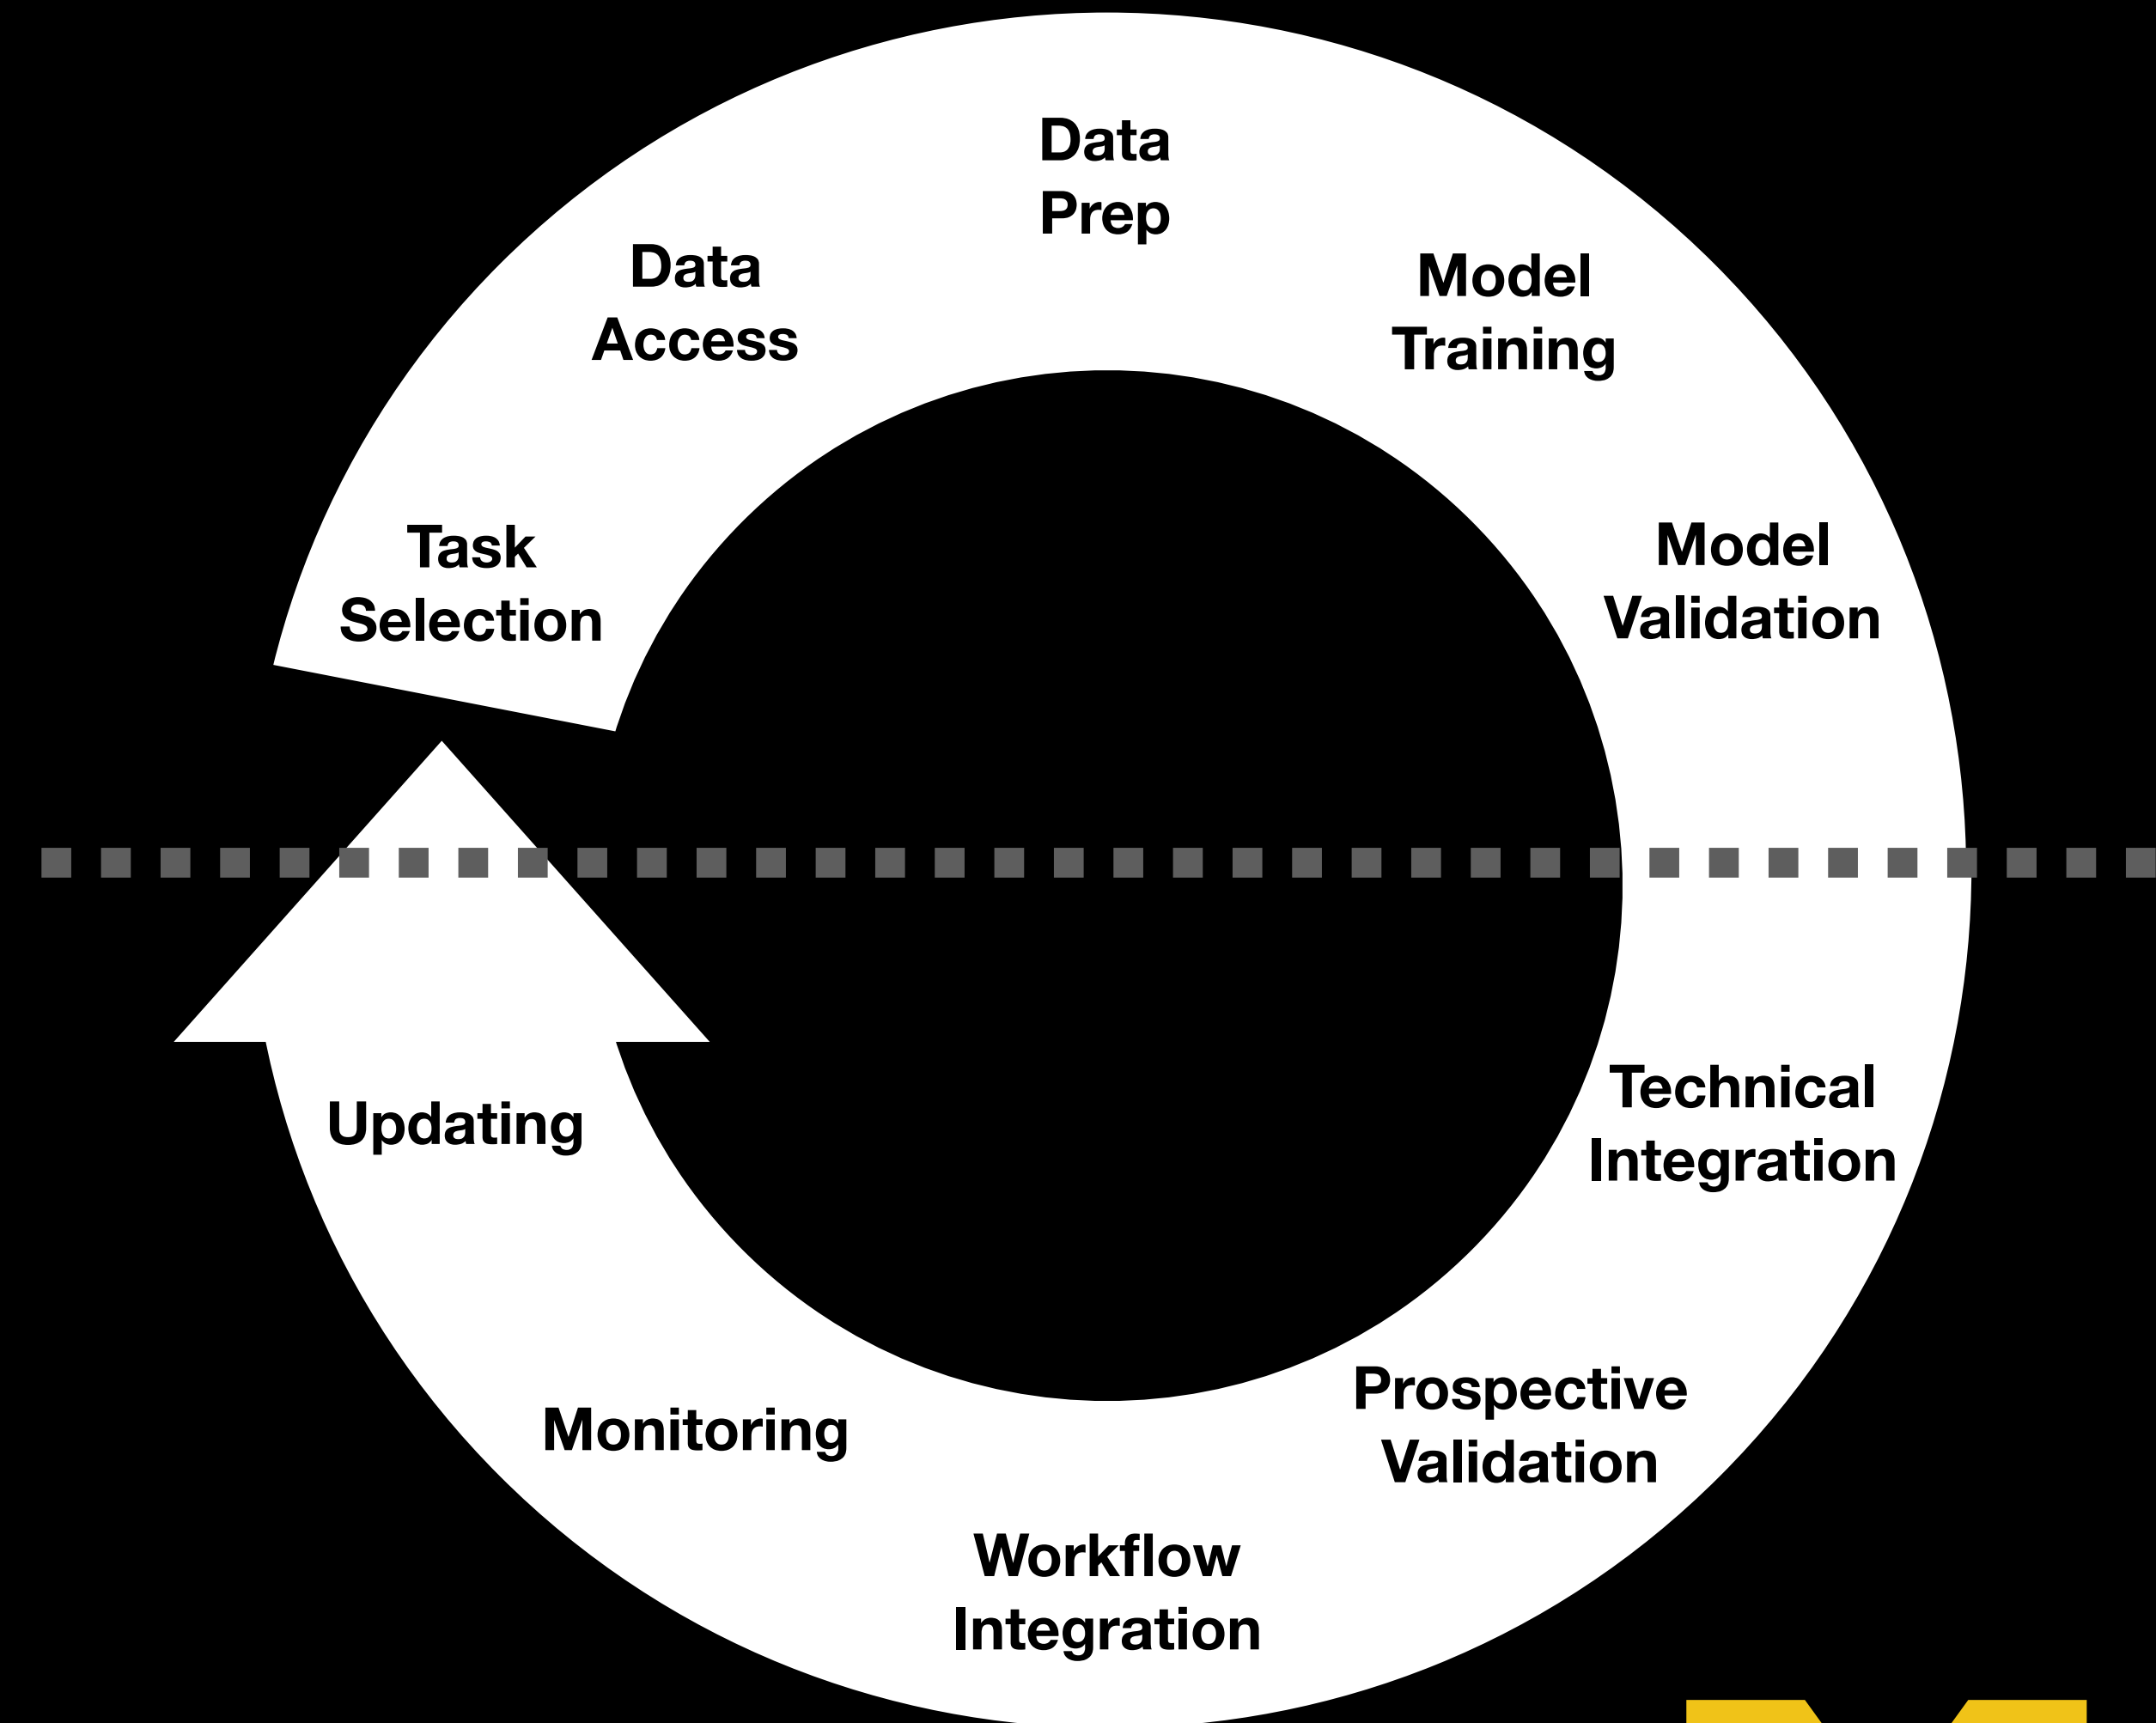 Data
Prep
Data
Access
Model
Training
Task
Selection
Model
Validation
Technical
Integration
Updating
Prospective
Validation
Monitoring
Workflow
Integration